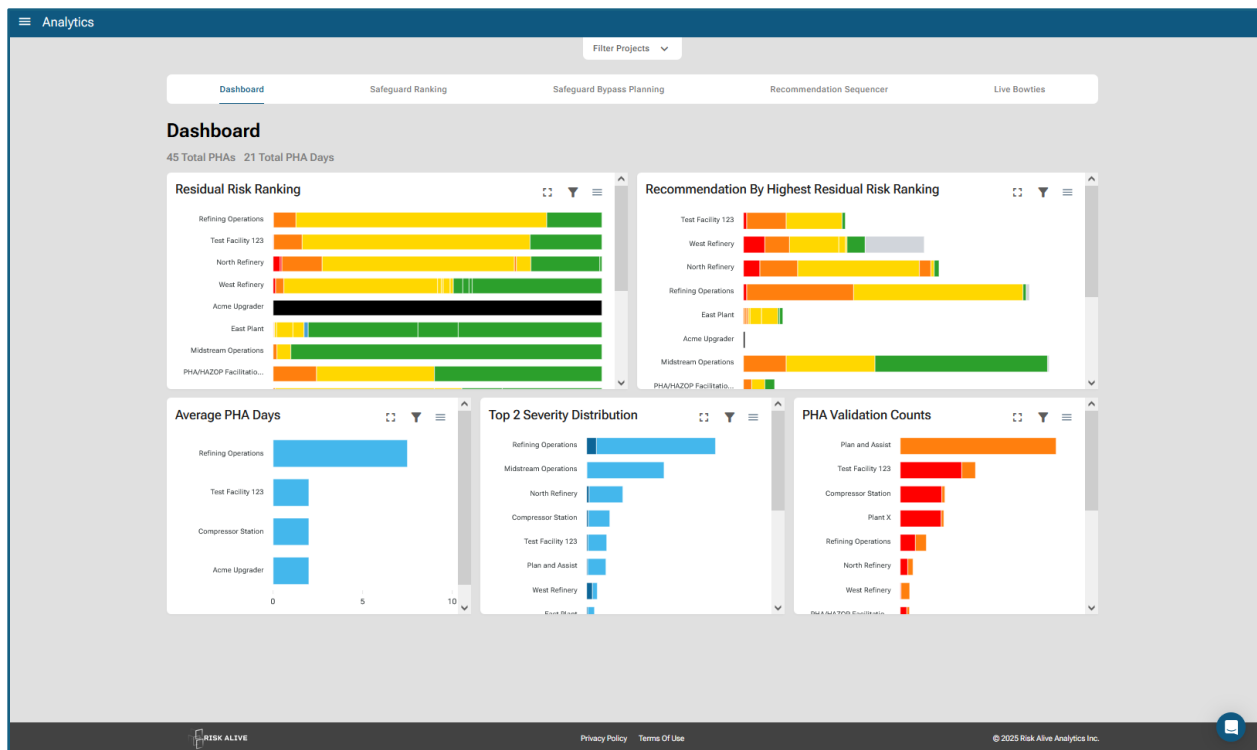 Analytics
Filter Projects
Dashboard Safeguard Ranking Safeguard Bypass Planning Recommendation Sequencer Live Bowties
Dashboard
45 Total PHAs 21 Total PHA Days
Residual Risk Ranking
Refining Operations
Test Facility 123
North Refinery
West Refinery
Acme Upgrader
East Plant
Midstream Operations
PHA/HAZOP Facilitatio...
Recommendation By Highest Residual Risk Ranking
Test Facility 123
West Refinery
North Refinery
Refining Operations
East Plant
Acme Upgrader
Midstream Operations
PHA/HAZOP Facilitatio...
Average PHA Days
Refining Operations
Test Facility 123
Compressor Station
Acme Upgrader
0 5 10
Top 2 Severity Distribution
Refining Operations
Midstream Operations
North Refinery
Compressor Station
Test Facility 123
Plan and Assist
West Refinery
East Plant
PHA Validation Counts
Plan and Assist
Test Facility 123
Compressor Station
Plant X
Refining Operations
North Refinery
West Refinery
PHA/HAZOP Facilitatio...
RISK ALIVE
Privacy Policy Terms Of Use
© 2025 Risk Alive Analytics Inc.